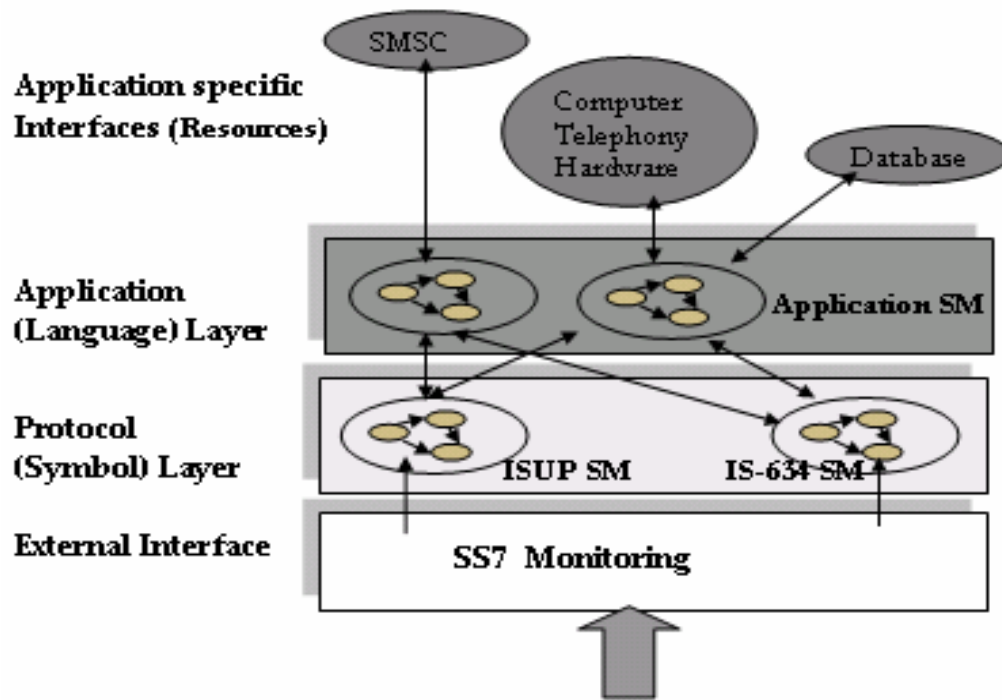 SMSC
Application specific
Interfaces (Resources)
Computer
Telephony
Hardware
Database
Application
(Language) Layer
Application SM
Protocol
(Symbol) Layer
ISUP SM
IS-634 SM
External Interface
SS7 Monitoring